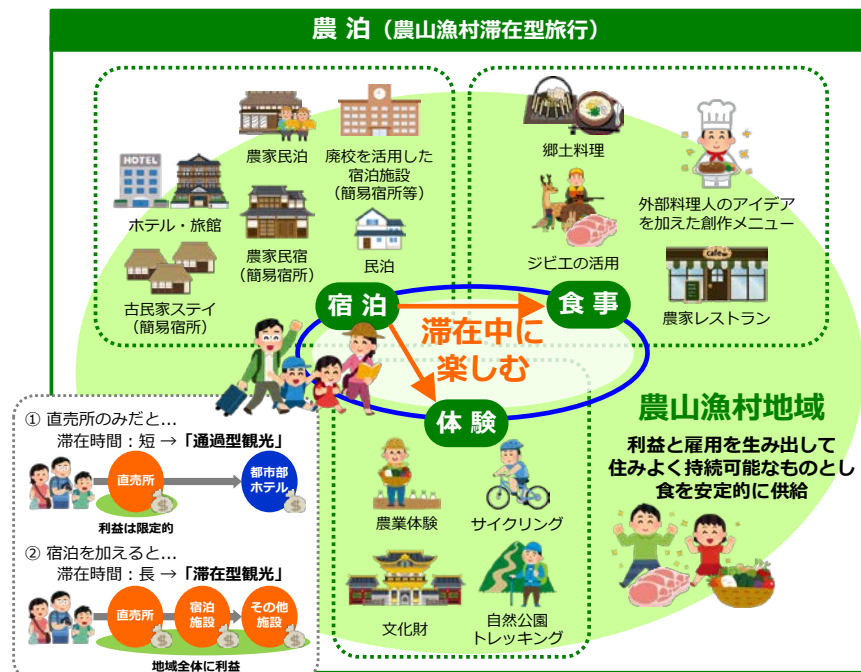 農 泊（農山漁村滞在型旅行）
農家民泊
廃校を活用した
宿泊施設
（簡易宿所等）
HOTEL
ホテル・旅館
農家民宿
（簡易宿所）
民泊
古民家ステイ
（簡易宿所）
郷土料理
外部料理人のアイデア
を加えた創作メニュー
ジビエの活用
cafe
農家レストラン
宿 泊
食 事
滞在中に
楽しむ
体 験
農業体験
サイクリング
文化財
自然公園
トレッキング
農山漁村地域
利益と雇用を生み出して
住みよく持続可能なものとし
食を安定的に供給
① 直売所のみだと…
滞在時間：短 → 「通過型観光」
直売所
都市部
ホテル
$
$
利益は限定的
② 宿泊を加えると…
滞在時間：長 → 「滞在型観光」
直売所
宿泊
施設
その他
施設
$
$
$
地域全体に利益